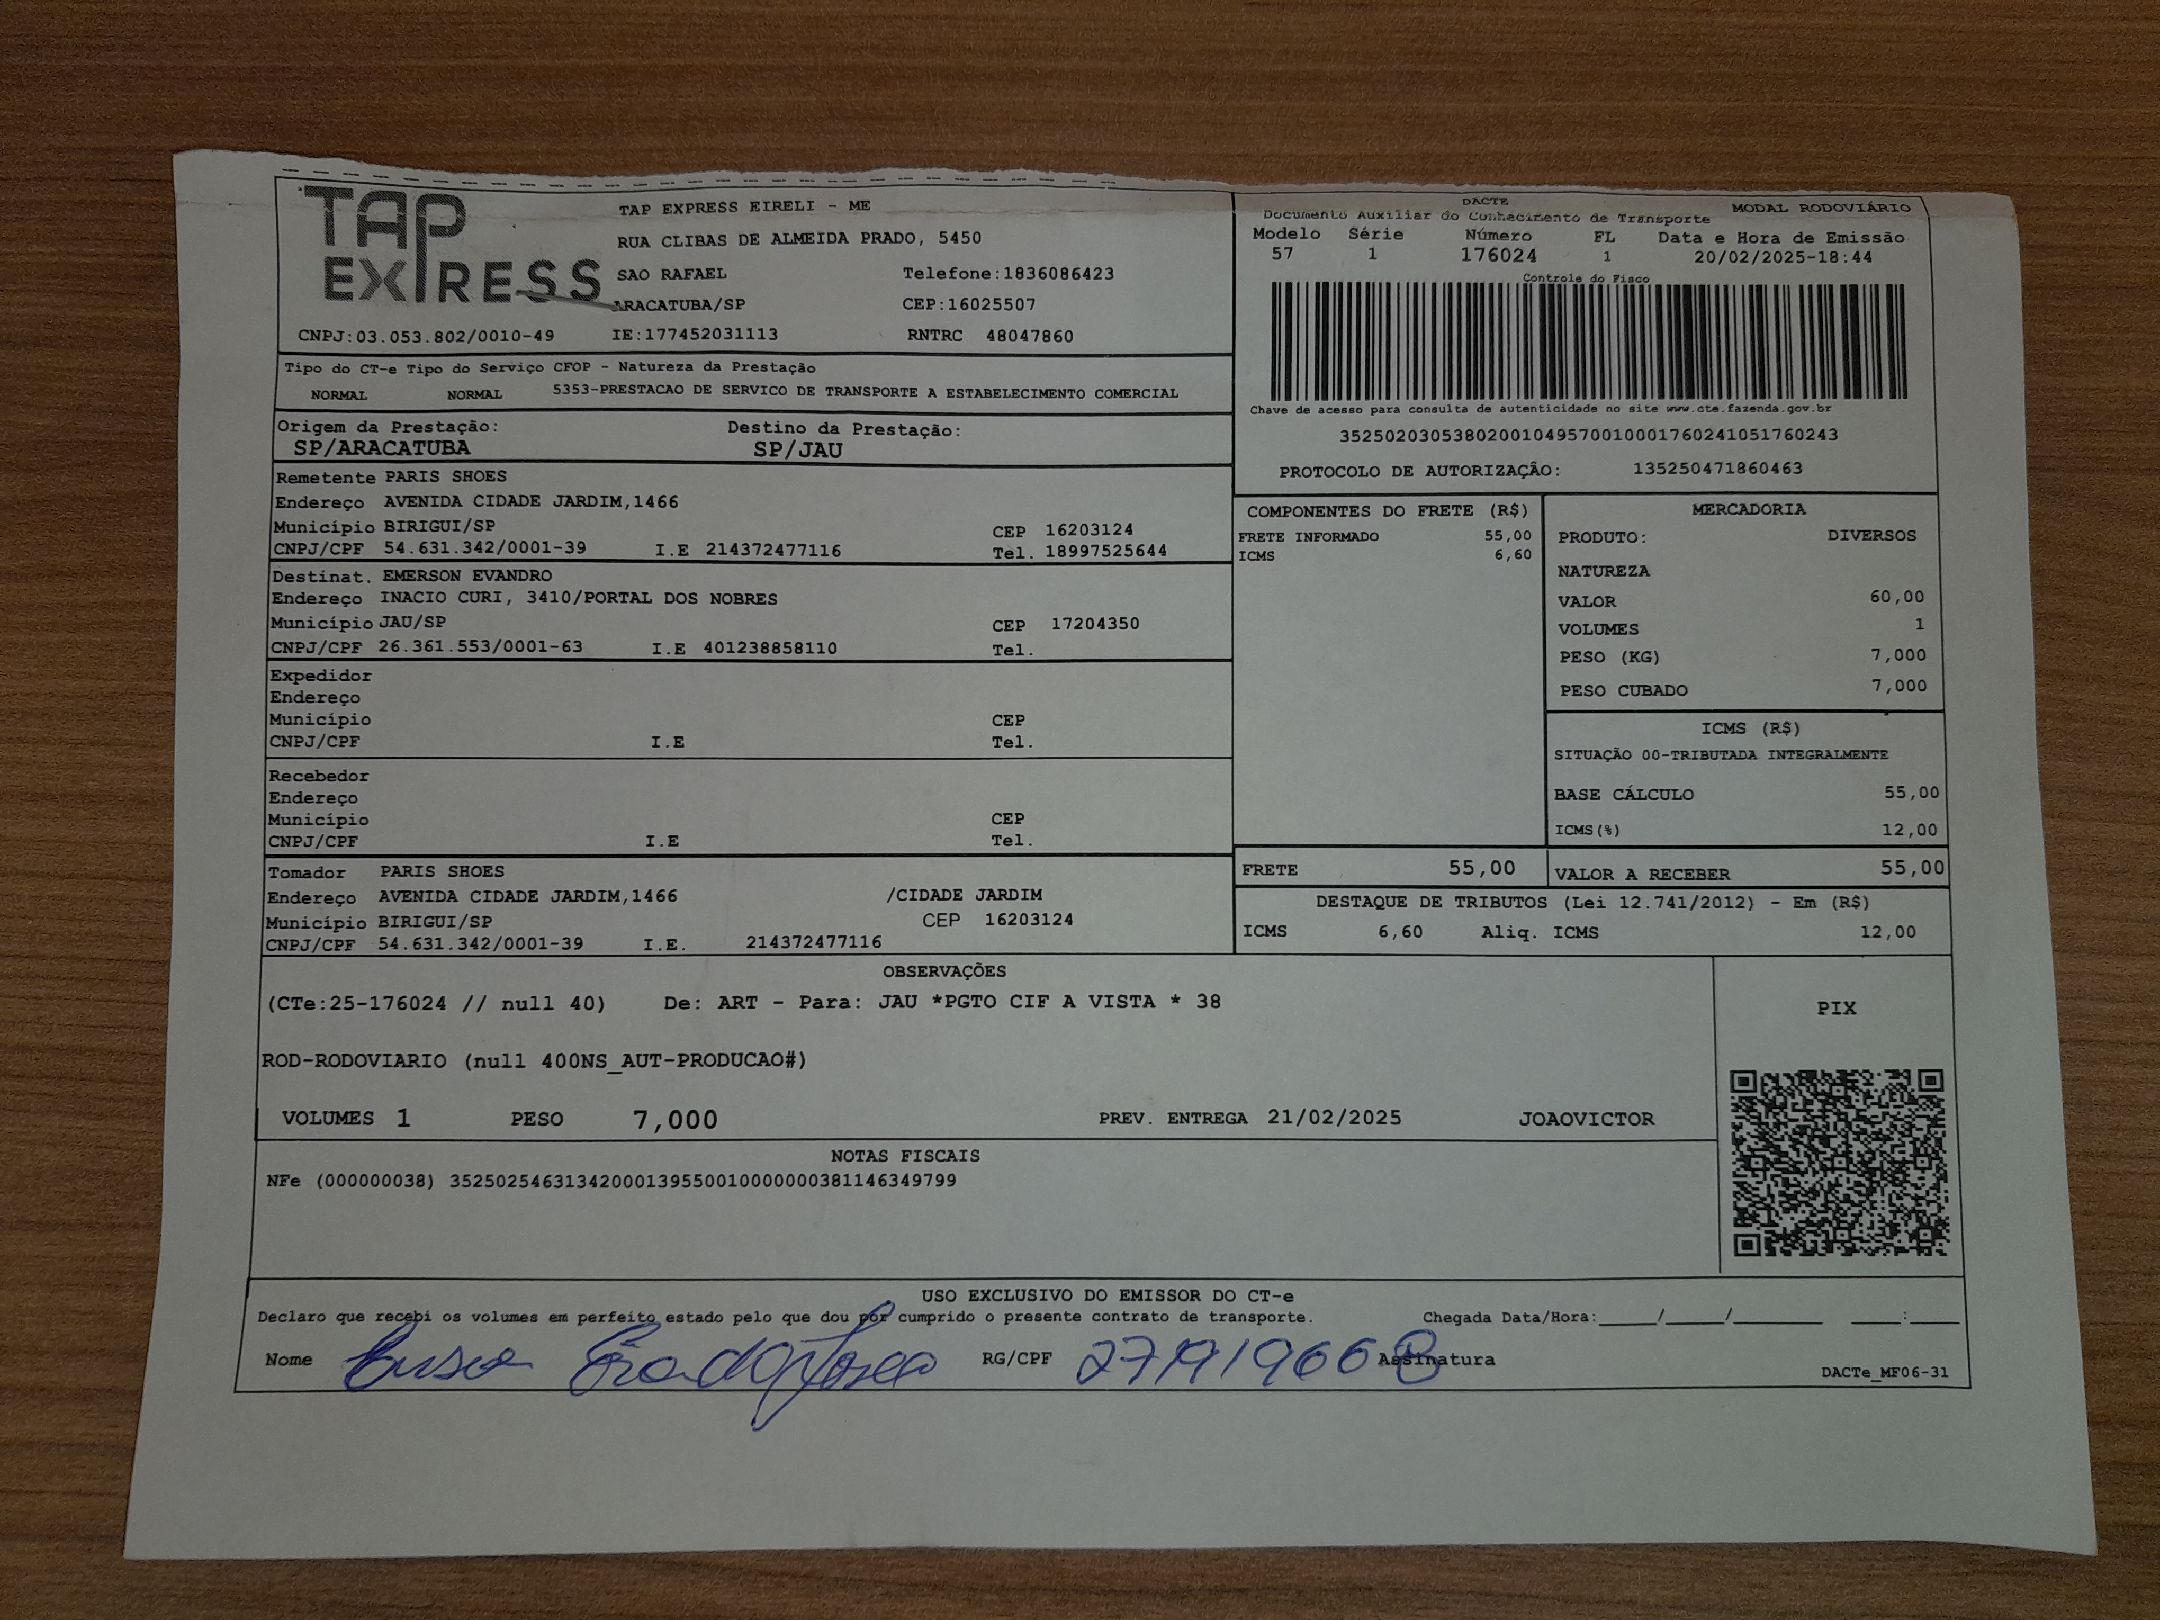 TAP
EXPRESS
TAP EXPRESS EIRELI - ME
RUA CLIBAS DE ALMEIDA PRADO, 5450
SAO RAFAEL Telefone:1836086423
ARACATUBA/SP CEP:16025507
CNPJ:03.053.802/0010-49 IE:177452031113 RNTRC 48047860
DACTE MODAL RODOVIÁRIO
Documento Auxiliar do Conhecimento de Transporte
Modelo Série Número FL Data e Hora de Emissão
57 1 176024 1 20/02/2025-18:44
Controle do Fisco
Chave de acesso para consulta de autenticidade no site www.cte.fazenda.gov.br
35250203053802001049570010001760241051760243
PROTOCOLO DE AUTORIZAÇÃO: 135250471860463
Tipo do CT-e Tipo do Serviço CFOP - Natureza da Prestação
NORMAL NORMAL 5353-PRESTACAO DE SERVICO DE TRANSPORTE A ESTABELECIMENTO COMERCIAL
Origem da Prestação: Destino da Prestação:
SP/ARACATUBA SP/JAU
Remetente PARIS SHOES
Endereço AVENIDA CIDADE JARDIM,1466
Município BIRIGUI/SP CEP 16203124
CNPJ/CPF 54.631.342/0001-39 I.E 214372477116 Tel. 18997525644
Destinat. EMERSON EVANDRO
Endereço INACIO CURI, 3410/PORTAL DOS NOBRES
Município JAU/SP CEP 17204350
CNPJ/CPF 26.361.553/0001-63 I.E 401238858110 Tel.
Expedidor
Endereço
Município CEP
CNPJ/CPF I.E Tel.
Recebedor
Endereço
Município CEP
CNPJ/CPF I.E Tel.
Tomador PARIS SHOES
Endereço AVENIDA CIDADE JARDIM,1466 /CIDADE JARDIM
Município BIRIGUI/SP CEP 16203124
CNPJ/CPF 54.631.342/0001-39 I.E. 214372477116
COMPONENTES DO FRETE (R$)
FRETE INFORMADO 55,00
ICMS 6,60
MERCADORIA
PRODUTO: DIVERSOS
NATUREZA
VALOR 60,00
VOLUMES 1
PESO (KG) 7,000
PESO CUBADO 7,000
ICMS (R$)
SITUAÇÃO 00-TRIBUTADA INTEGRALMENTE
BASE CÁLCULO 55,00
ICMS(%) 12,00
FRETE 55,00 VALOR A RECEBER 55,00
DESTAQUE DE TRIBUTOS (Lei 12.741/2012) - Em (R$)
ICMS 6,60 Aliq. ICMS 12,00
OBSERVAÇÕES
(CTe:25-176024 // null 40) De: ART - Para: JAU *PGTO CIF A VISTA * 38
ROD-RODOVIARIO (null 400NS_AUT-PRODUCAO#)
VOLUMES 1 PESO 7,000 PREV. ENTREGA 21/02/2025 JOAOVICTOR
PIX
NOTAS FISCAIS
NFe (000000038) 35250254631342000139550010000000381146349799
USO EXCLUSIVO DO EMISSOR DO CT-e
Declaro que recebi os volumes em perfeito estado pelo que dou por cumprido o presente contrato de transporte. Chegada Data/Hora:_____/_____/________ ____:____
Nome RG/CPF 271919668 Assinatura
DACTe_MF06-31